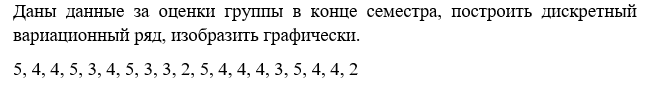 Даны данные за оценки группы в конце семестра, построить дискретный
вариационный ряд, изобразить графически.
5, 4, 4, 5, 3, 4, 5, 3, 3, 2, 5, 4, 4, 4, 3, 5, 4, 4, 2